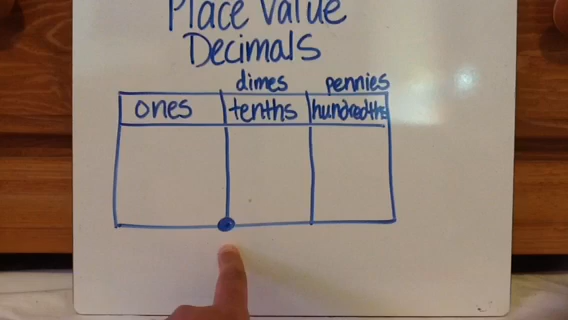 Place Value
Decimals
dimes pennies
ones tenths hundredths